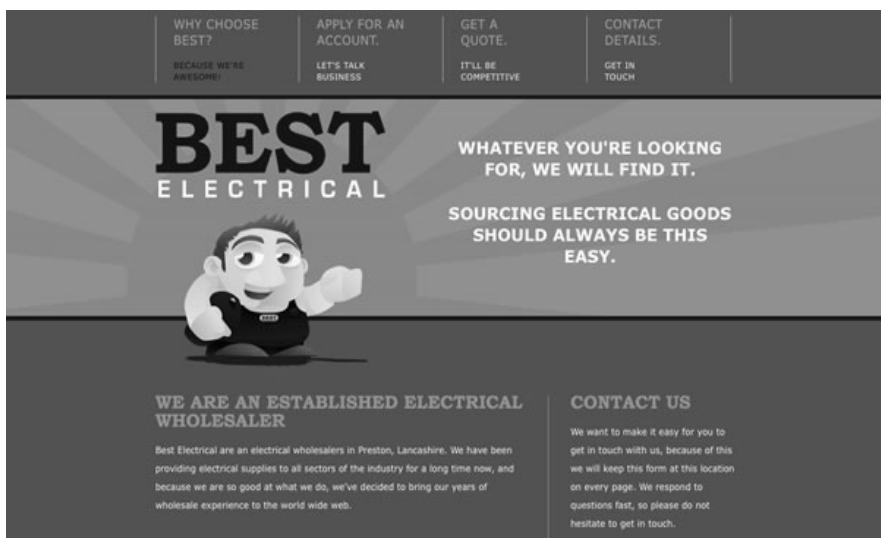 WHY CHOOSE
BEST?
BECAUSE WE'RE
AWESOME!
APPLY FOR AN
ACCOUNT.
LET'S TALK
BUSINESS
GET A
QUOTE.
IT'LL BE
COMPETITIVE
CONTACT
DETAILS.
GET IN
TOUCH
BEST
ELECTRICAL
WHATEVER YOU'RE LOOKING
FOR, WE WILL FIND IT.
SOURCING ELECTRICAL GOODS
SHOULD ALWAYS BE THIS
EASY.
BEST
WE ARE AN ESTABLISHED ELECTRICAL
WHOLESALER
Best Electrical are an electrical wholesalers in Preston, Lancashire. We have been
providing electrical supplies to all sectors of the industry for a long time now, and
because we are so good at what we do, we've decided to bring our years of
wholesale experience to the world wide web.
CONTACT US
We want to make it easy for you to
get in touch wiith us, because of this
we will keep this form at this location
on every page. We respond to
questions fast, so please do not
hesitate to get in touch.